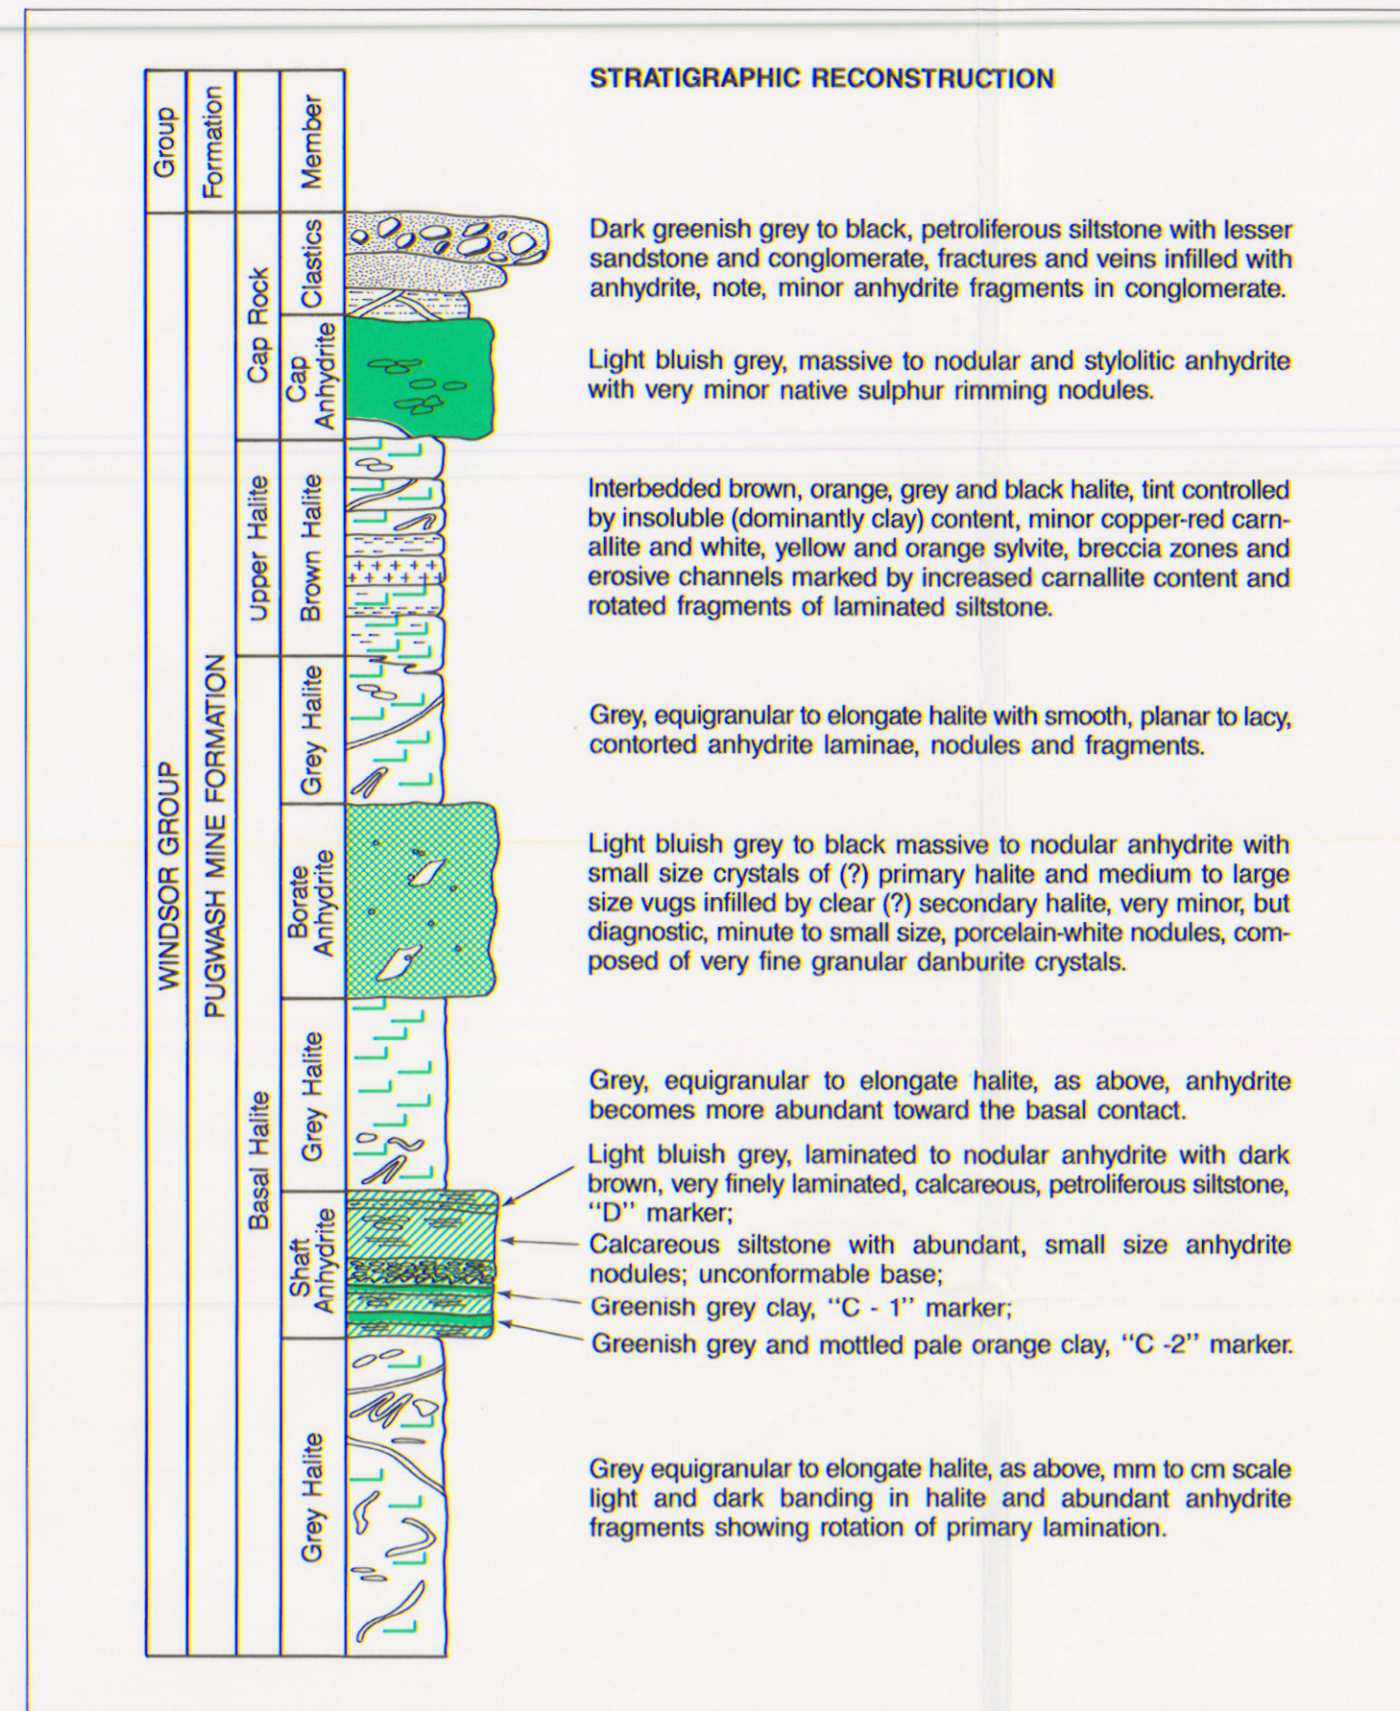 STRATIGRAPHIC RECONSTRUCTION
Group
Formation
Member
WINDSOR GROUP
PUGWASH MINE FORMATION
Cap Rock
Upper Halite
Basal Halite
Clastics
Dark greenish grey to black, petroliferous siltstone with lesser
sandstone and conglomerate, fractures and veins infilled with
anhydrite, note, minor anhydrite fragments in conglomerate.
Cap
Anhydrite
Light bluish grey, massive to nodular and stylolitic anhydrite
with very minor native sulphur rimming nodules.
Brown Halite
Interbedded brown, orange, grey and black halite, tint controlled
by insoluble (dominantly clay) content, minor copper-red carn-
allite and white, yellow and orange sylvite, breccia zones and
erosive channels marked by increased carnallite content and
rotated fragments of laminated siltstone.
Grey Halite
Grey, equigranular to elongate halite with smooth, planar to lacy,
contorted anhydrite laminae, nodules and fragments.
Borate
Anhydrite
Light bluish grey to black massive to nodular anhydrite with
small size crystals of (?) primary halite and medium to large
size vugs infilled by clear (?) secondary halite, very minor, but
diagnostic, minute to small size, porcelain-white nodules, com-
posed of very fine granular danburite crystals.
Grey Halite
Grey, equigranular to elongate halite, as above, anhydrite
becomes more abundant toward the basal contact.
Shaft
Anhydrite
Light bluish grey, laminated to nodular anhydrite with dark
brown, very finely laminated, calcareous, petroliferous siltstone,
“D” marker;
Calcareous siltstone with abundant, small size anhydrite
nodules; unconformable base;
Greenish grey clay, “C - 1” marker;
Greenish grey and mottled pale orange clay, “C -2” marker.
Grey Halite
Grey equigranular to elongate halite, as above, mm to cm scale
light and dark banding in halite and abundant anhydrite
fragments showing rotation of primary lamination.